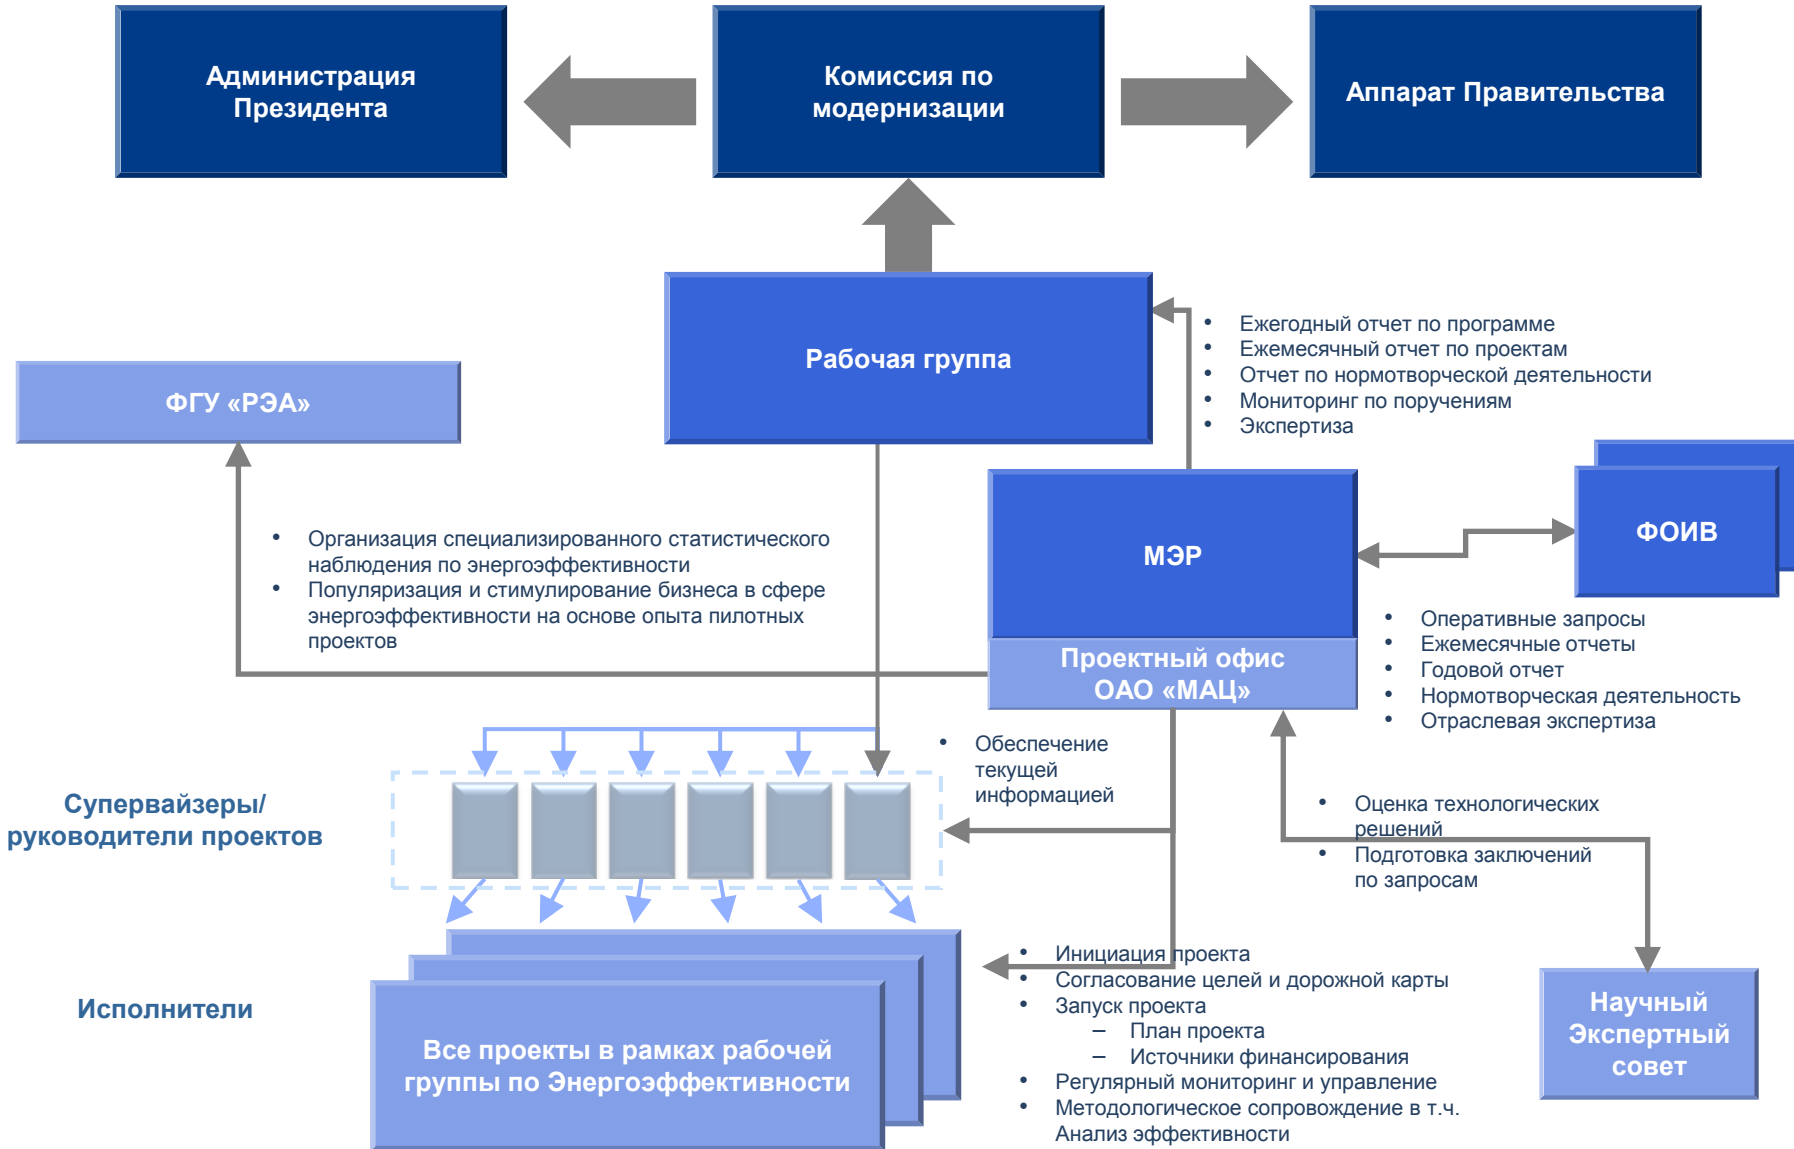 Администрация
Президента
Комиссия по
модернизации
Аппарат Правительства
Рабочая группа
• Ежегодный отчет по программе
• Ежемесячный отчет по проектам
• Отчет по нормотворческой деятельности
• Мониторинг по поручениям
• Экспертиза
ФГУ «РЭА»
• Организация специализированного статистического
наблюдения по энергоэффективности
• Популяризация и стимулирование бизнеса в сфере
энергоэффективности на основе опыта пилотных
проектов
МЭР
Проектный офис
ОАО «МАЦ»
ФОИВ
• Оперативные запросы
• Ежемесячные отчеты
• Годовой отчет
• Нормотворческая деятельность
• Отраслевая экспертиза
• Обеспечение
текущей
информацией
Супервайзеры/
руководители проектов
• Оценка технологических
решений
• Подготовка заключений
по запросам
Исполнители
Все проекты в рамках рабочей
группы по Энергоэффективности
• Инициация проекта
• Согласование целей и дорожной карты
• Запуск проекта
– План проекта
– Источники финансирования
• Регулярный мониторинг и управление
• Методологическое сопровождение в т.ч.
Анализ эффективности
Научный
Экспертный
совет